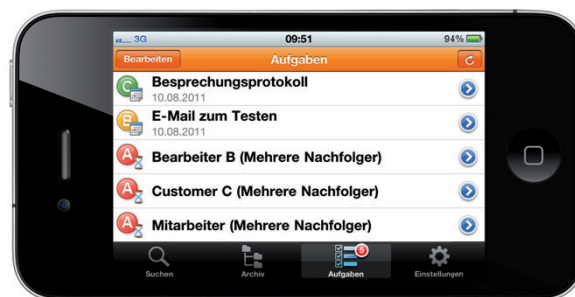 3G 09:51 94%
Bearbeiten Aufgaben
C Besprechungsprotokoll
10.08.2011
B E-Mail zum Testen
10.08.2011
A Bearbeiter B (Mehrere Nachfolger)
A Customer C (Mehrere Nachfolger)
A Mitarbeiter (Mehrere Nachfolger)
5
Suchen Archiv Aufgaben Einstellungen